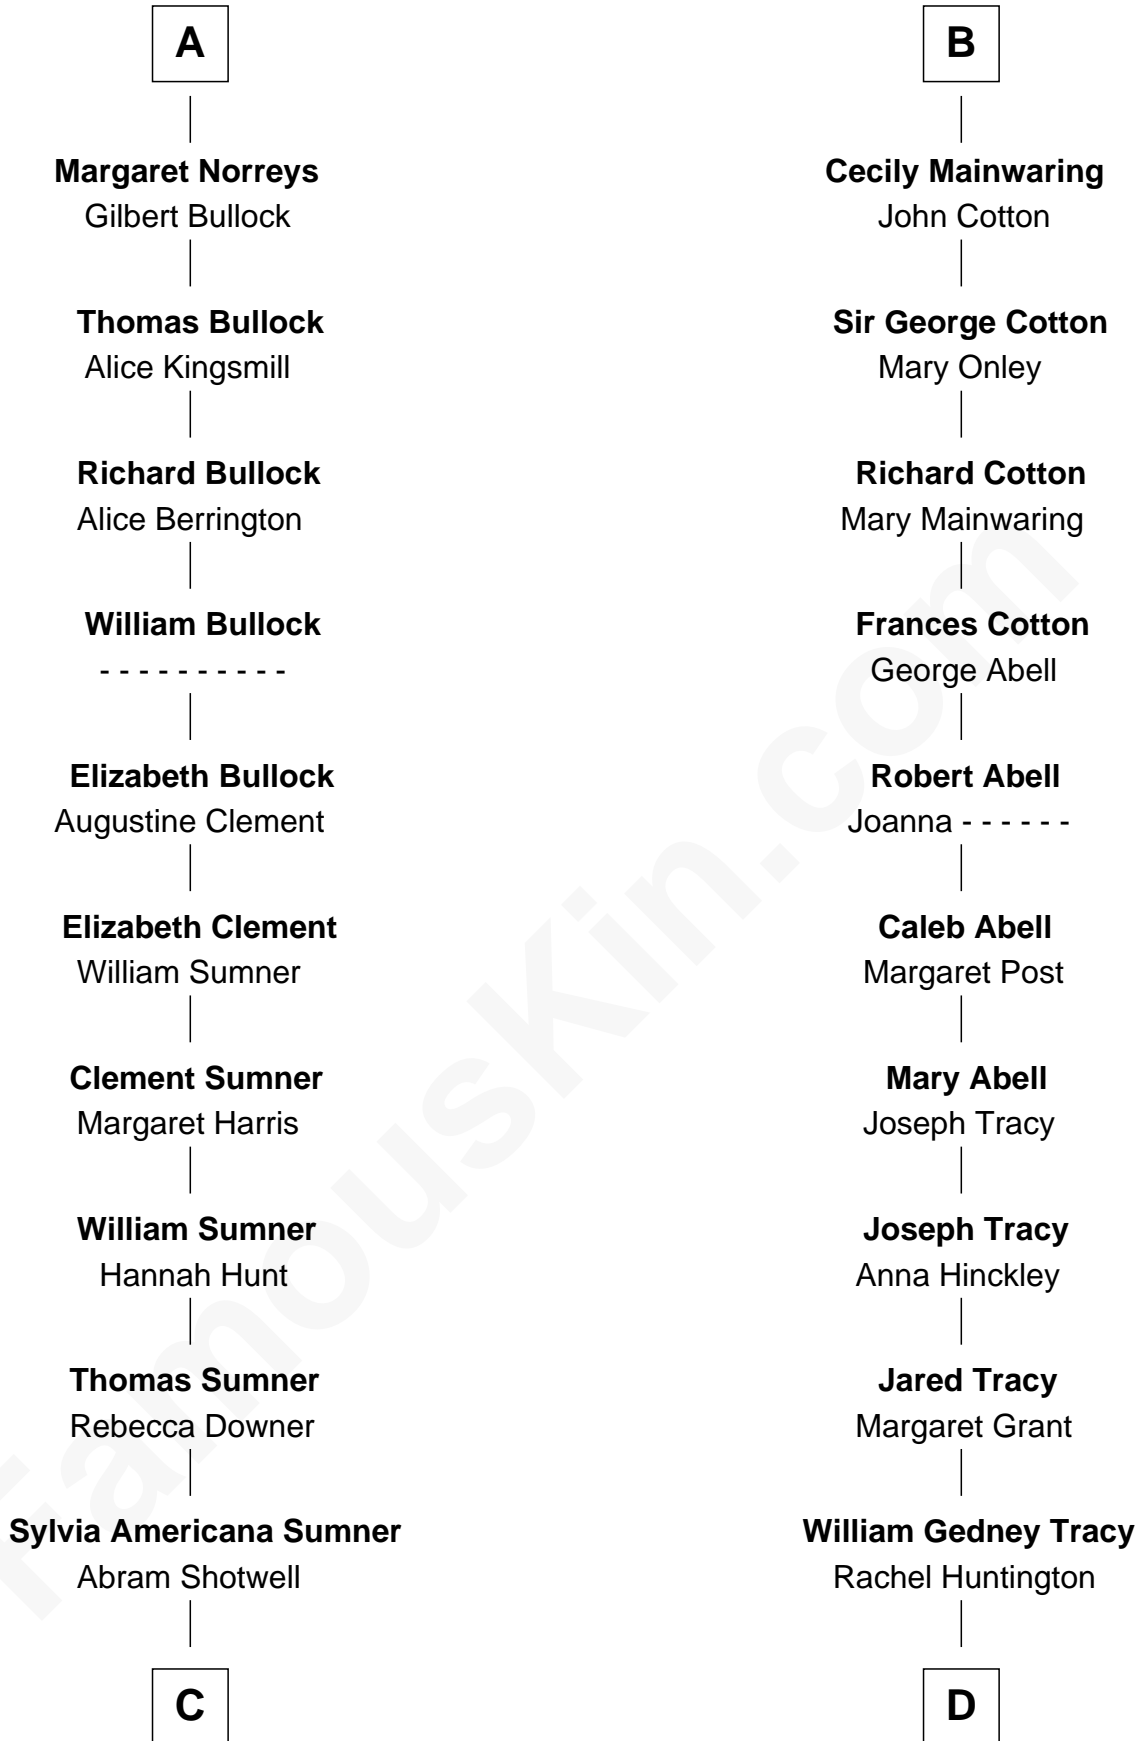 A
Margaret Norreys
Gilbert Bullock
Thomas Bullock
Alice Kingsmill
Richard Bullock
Alice Berrington
William Bullock
- - - - - - - - - -
Elizabeth Bullock
Augustine Clement
Elizabeth Clement
William Sumner
Clement Sumner
Margaret Harris
William Sumner
Hannah Hunt
Thomas Sumner
Rebecca Downer
Sylvia Americana Sumner
Abram Shotwell
C
B
Cecily Mainwaring
John Cotton
Sir George Cotton
Mary Onley
Richard Cotton
Mary Mainwaring
Frances Cotton
George Abell
Robert Abell
Joanna - - - - - -
Caleb Abell
Margaret Post
Mary Abell
Joseph Tracy
Joseph Tracy
Anna Hinckley
Jared Tracy
Margaret Grant
William Gedney Tracy
Rachel Huntington
D
FamousKin.com